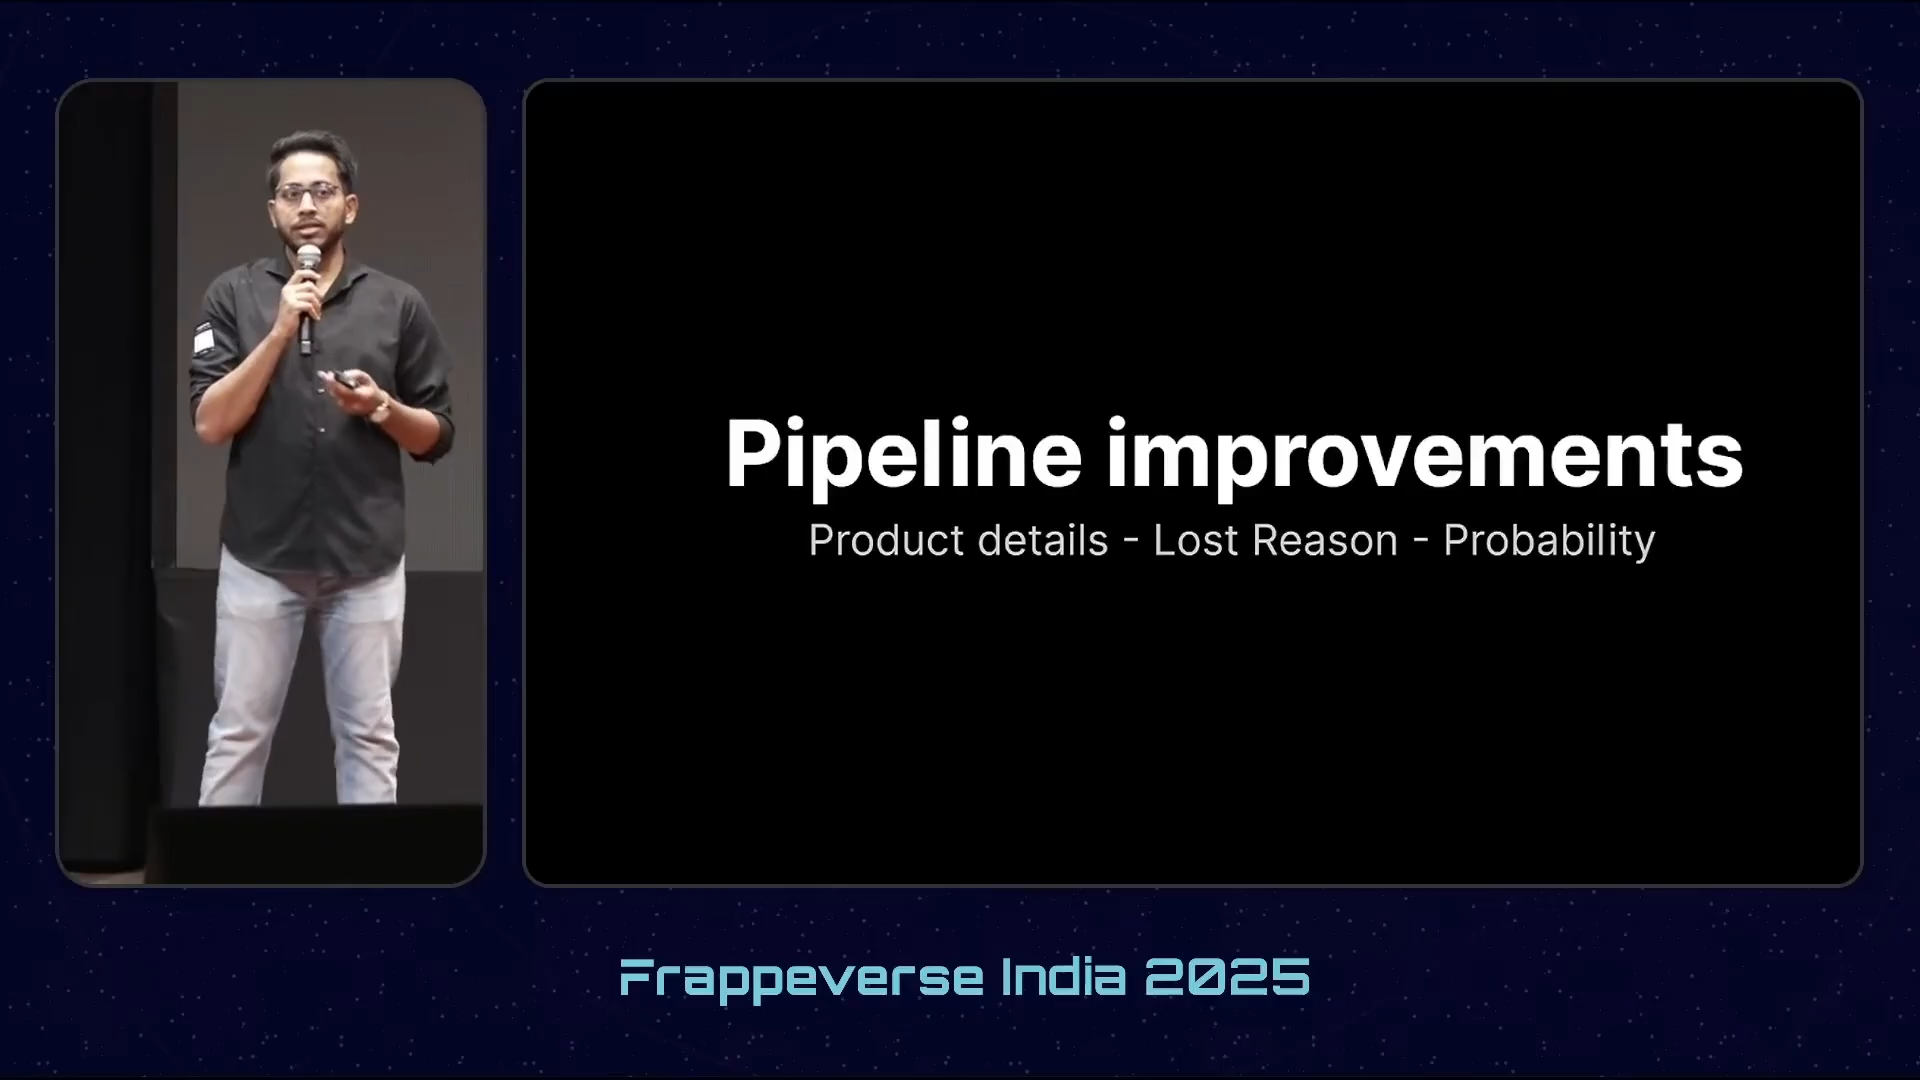 Pipeline improvements
Product details - Lost Reason - Probability
Frappeverse India 2025